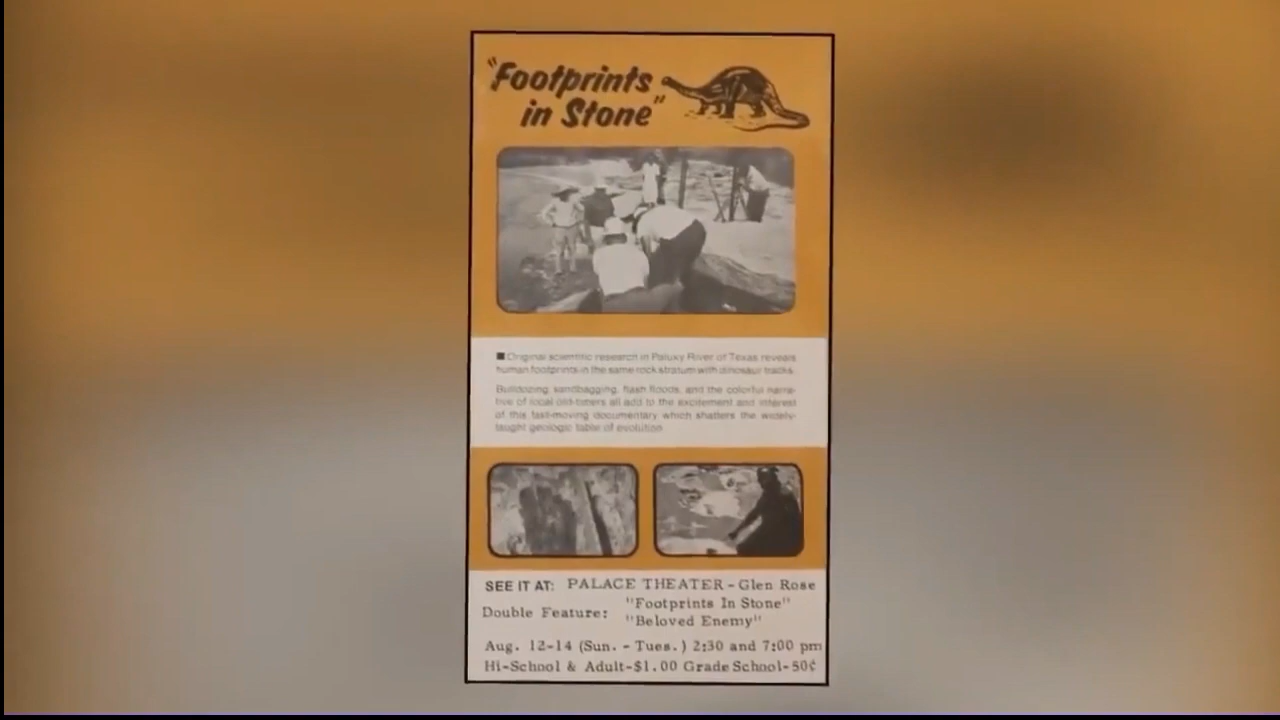 "Footprints
in Stone"
■ Original scientific research in Paluxy River of Texas reveals
human footprints in the same rock stratum with dinosaur tracks.
Bulldozing, sandbagging, flash floods, and the colorful narra-
tive of local old-timers all add to the excitement and interest
of this fast-moving documentary which shatters the widely-
taught geologic table of evolution
SEE IT AT: PALACE THEATER - Glen Rose
Double Feature: "Footprints In Stone"
"Beloved Enemy"
Aug. 12-14 (Sun. - Tues.) 2:30 and 7:00 pm
Hi-School & Adult-$1.00 Grade School-50¢